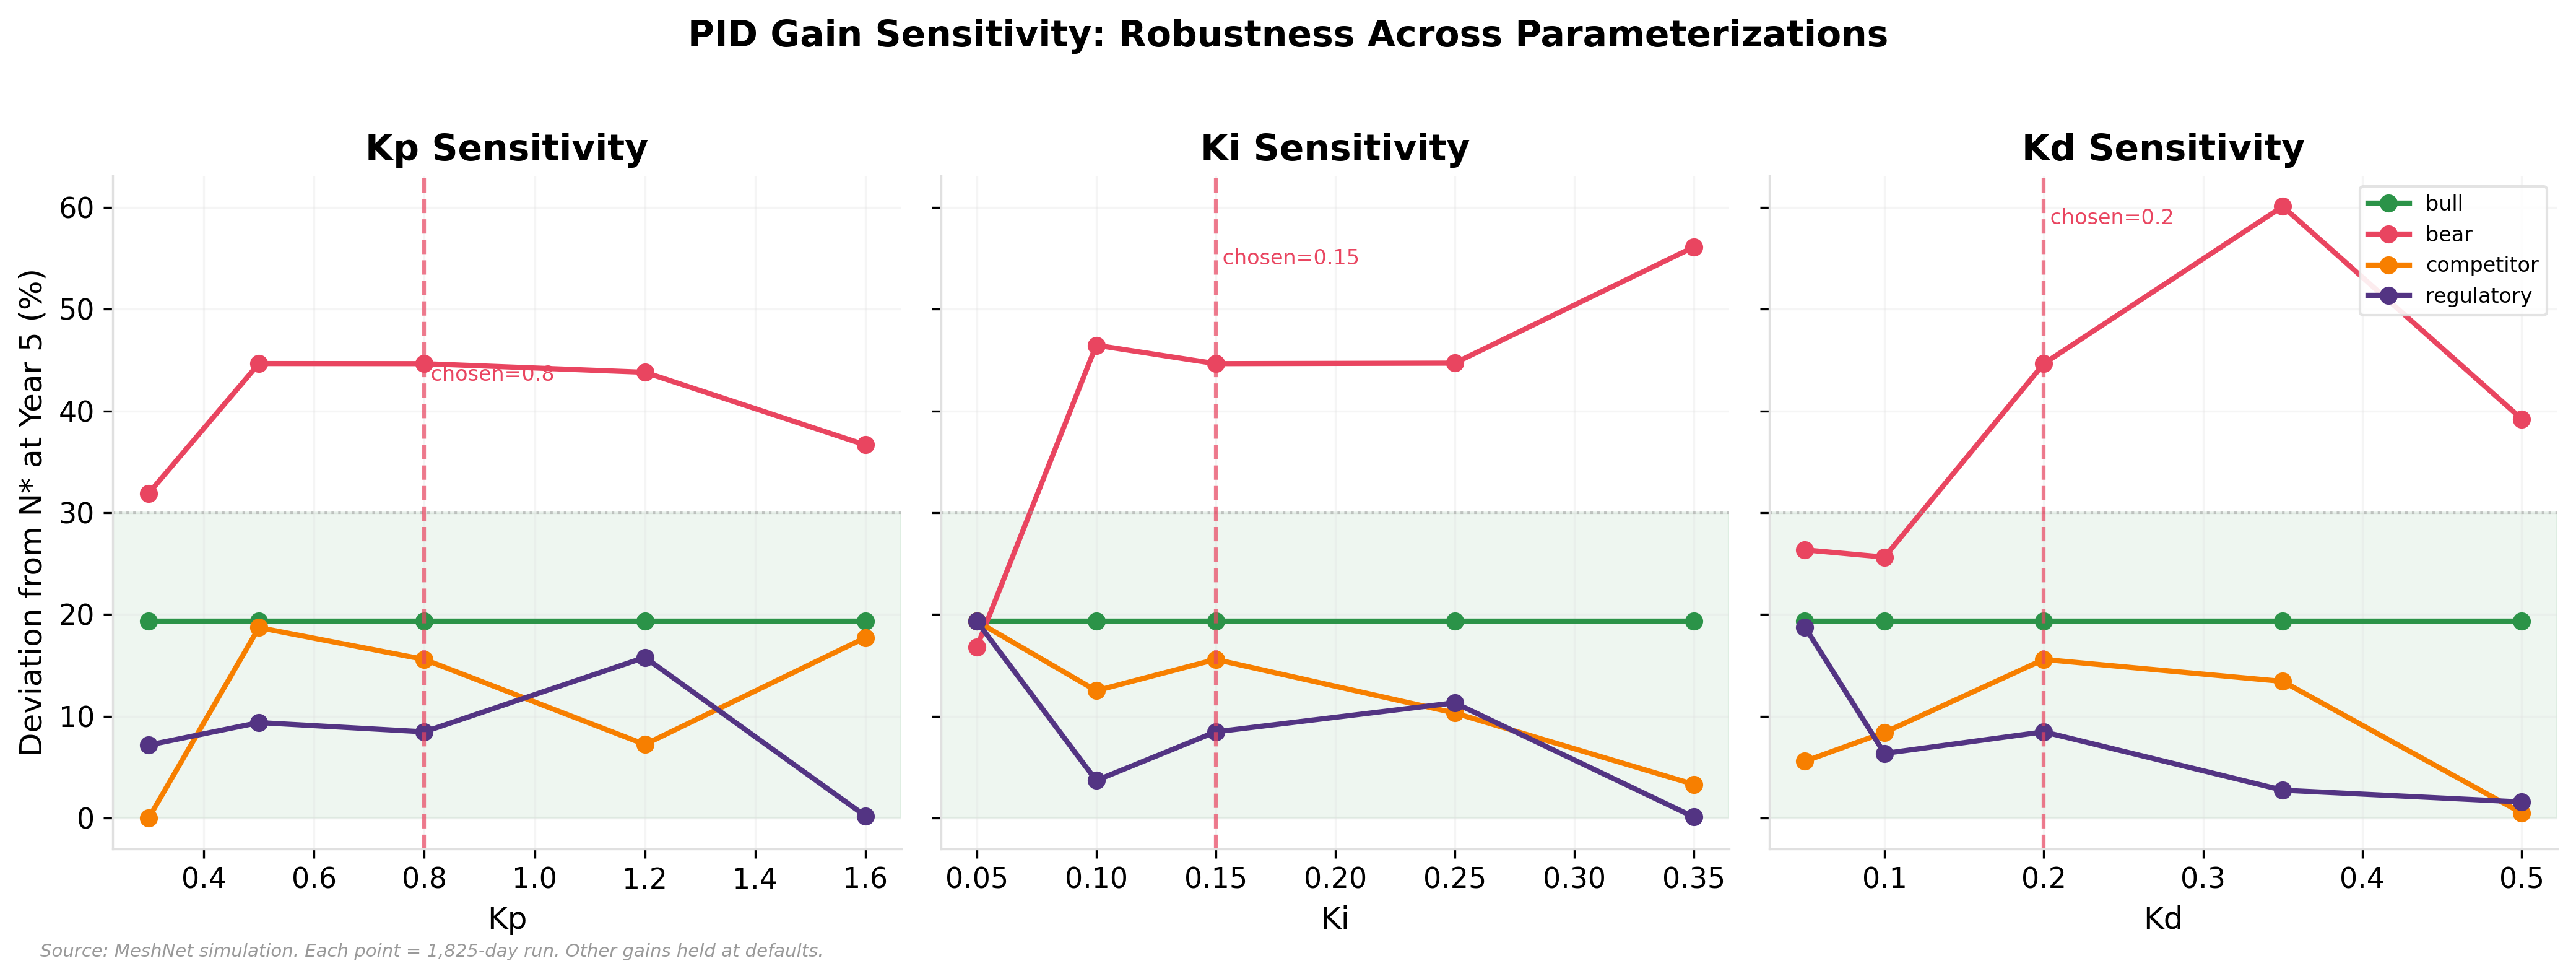 PID Gain Sensitivity: Robustness Across Parameterizations
Kp Sensitivity
Ki Sensitivity
Kd Sensitivity
Deviation from N* at Year 5 (%)
60
50
40
30
20
10
0
chosen=0.8
0.4 0.6 0.8 1.0 1.2 1.4 1.6
Kp
chosen=0.15
0.05 0.10 0.15 0.20 0.25 0.30 0.35
Ki
chosen=0.2
bull
bear
competitor
regulatory
0.1 0.2 0.3 0.4 0.5
Kd
Source: MeshNet simulation. Each point = 1,825-day run. Other gains held at defaults.